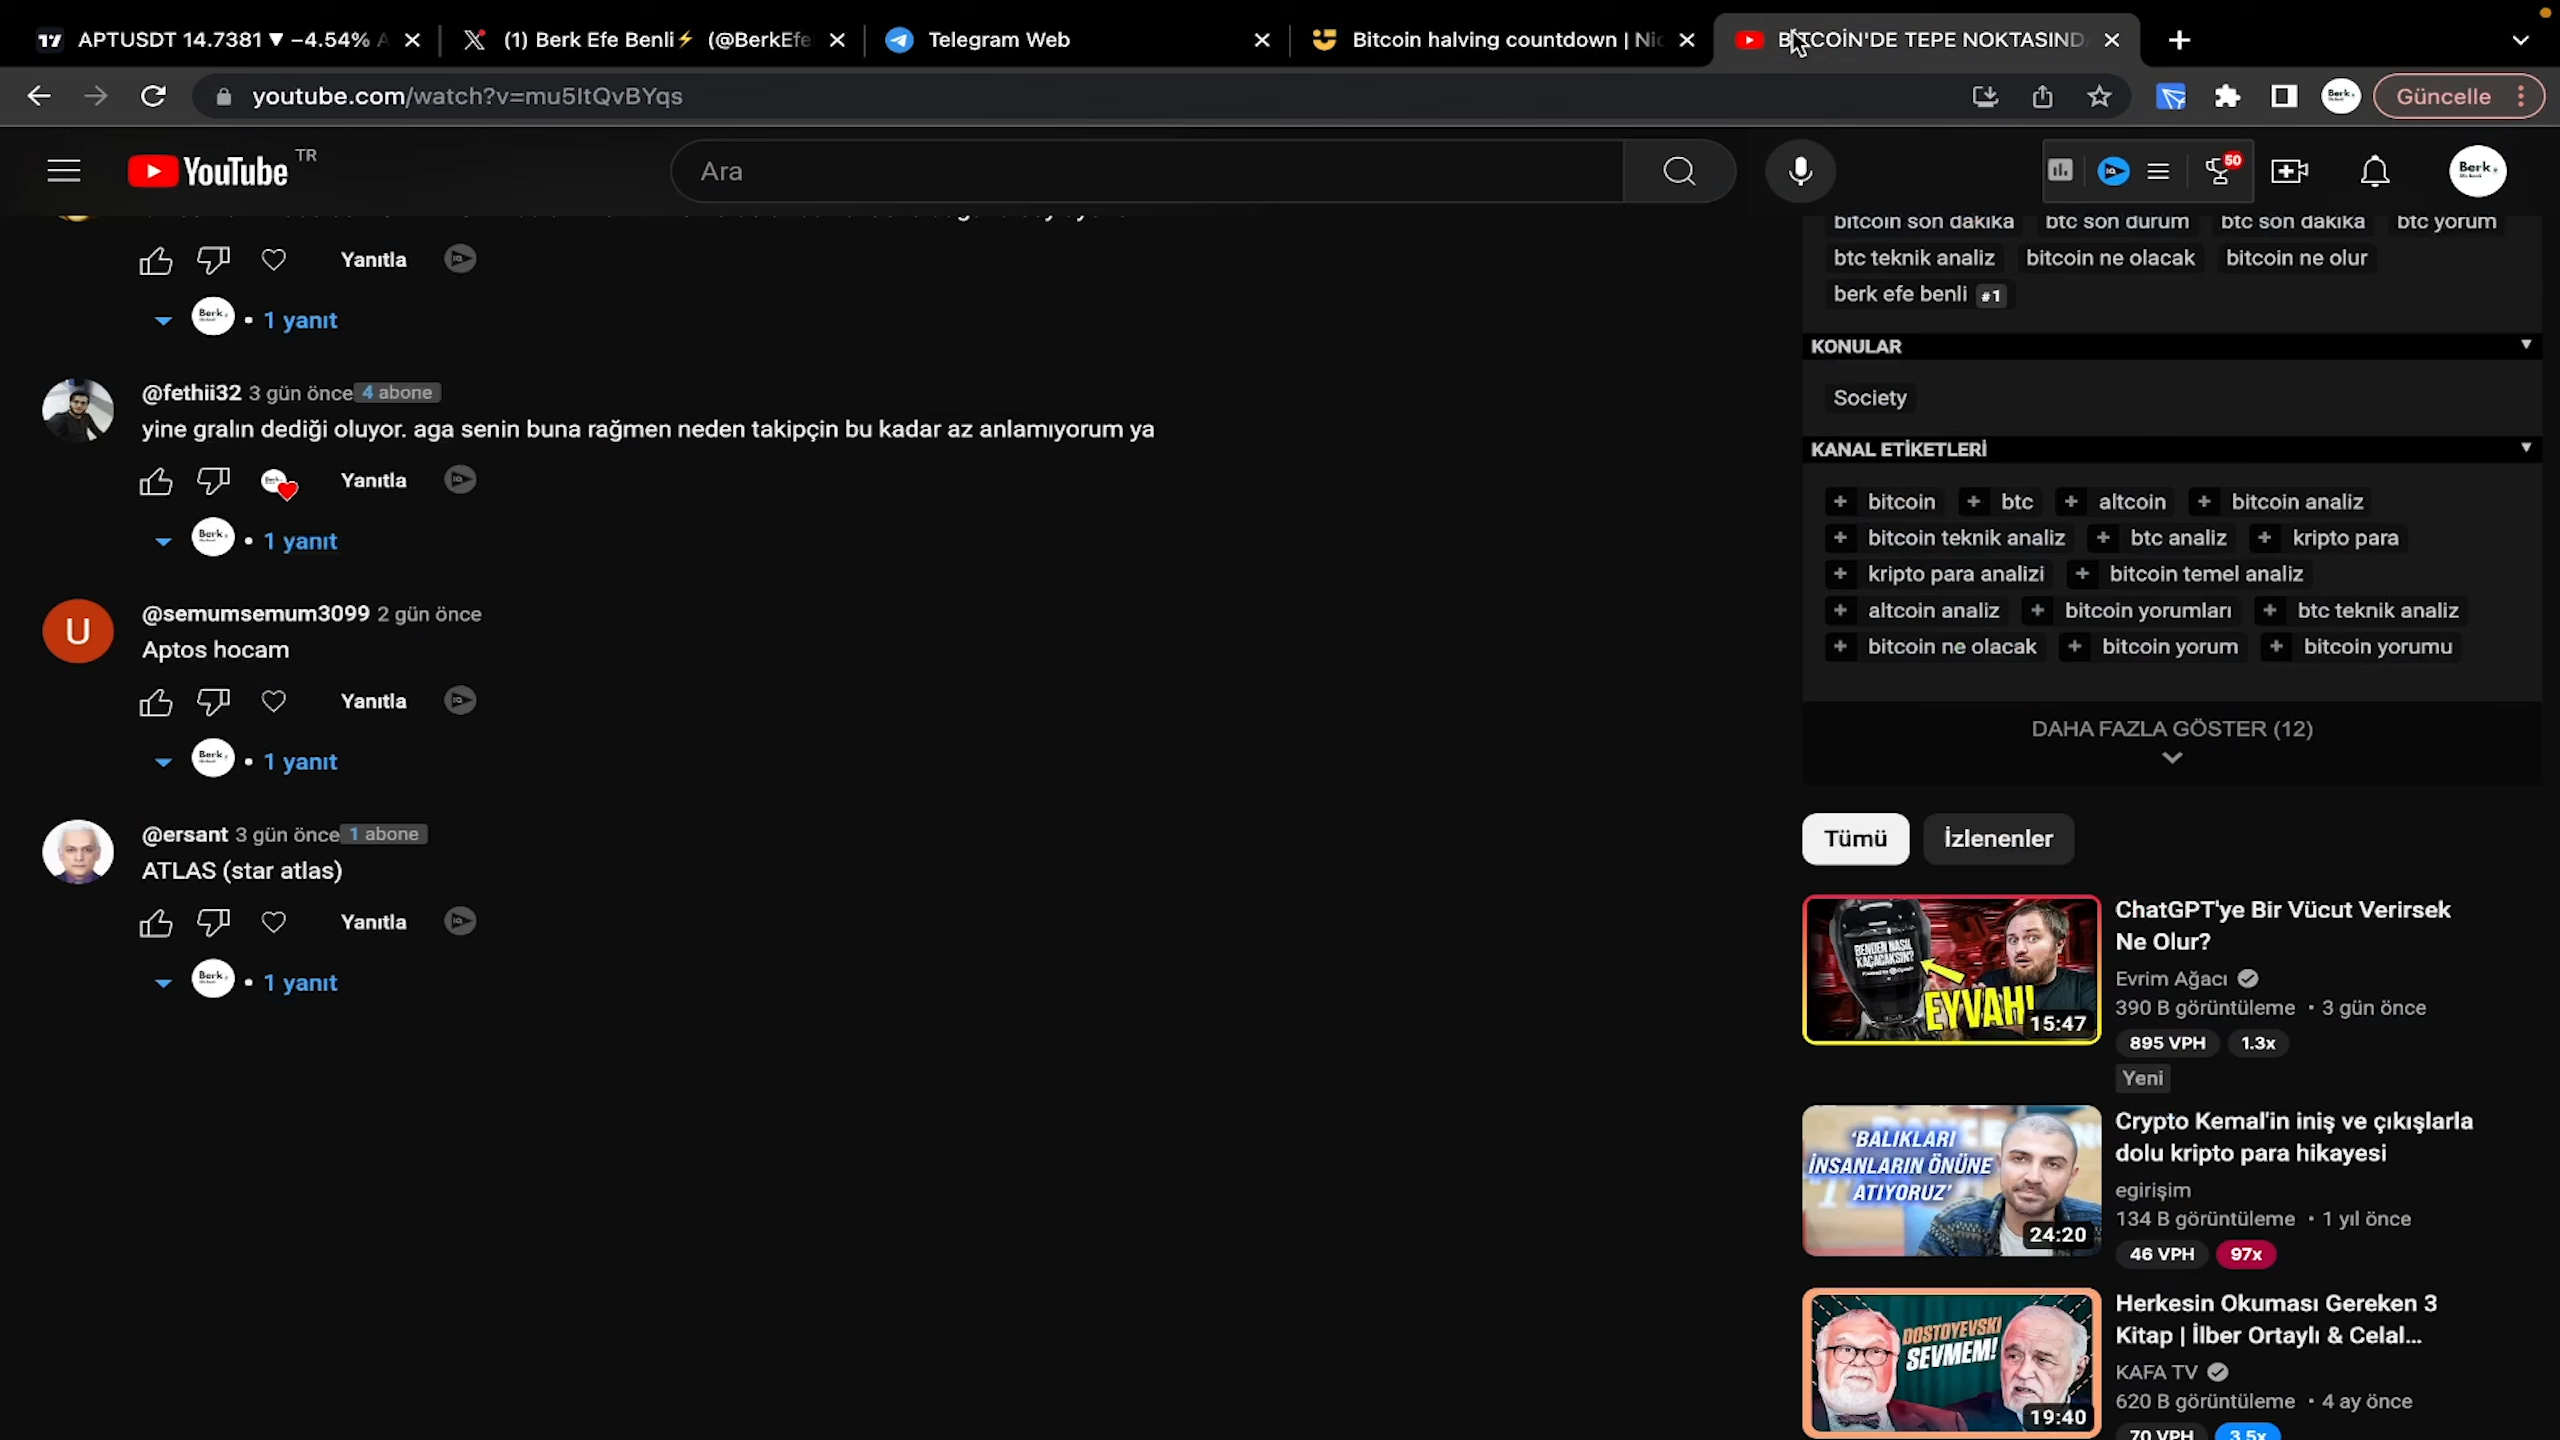 APTUSDT 14.7381 ▼ −4.54% A
(1) Berk Efe Benli⚡ (@BerkEfe
Telegram Web
Bitcoin halving countdown | Nic
BİTCOİN'DE TEPE NOKTASIND
youtube.com/watch?v=mu5ItQvBYqs
Güncelle
YouTube TR
Ara
50
Berk
Yanıtla
1 yanıt
@fethii32 3 gün önce 4 abone
yine gralın dediği oluyor. aga senin buna rağmen neden takipçin bu kadar az anlamıyorum ya
Yanıtla
1 yanıt
@semumsemum3099 2 gün önce
U
Aptos hocam
Yanıtla
1 yanıt
@ersant 3 gün önce 1 abone
ATLAS (star atlas)
Yanıtla
1 yanıt
bitcoin son dakika btc son durum btc son dakika btc yorum
btc teknik analiz bitcoin ne olacak bitcoin ne olur
berk efe benli #1
KONULAR
Society
KANAL ETİKETLERİ
+ bitcoin + btc + altcoin + bitcoin analiz
+ bitcoin teknik analiz + btc analiz + kripto para
+ kripto para analizi + bitcoin temel analiz
+ altcoin analiz + bitcoin yorumları + btc teknik analiz
+ bitcoin ne olacak + bitcoin yorum + bitcoin yorumu
DAHA FAZLA GÖSTER (12)
Tümü İzlenenler
BENDEN NASIL
KAÇACAKSIN?
EYVAH!
15:47
ChatGPT'ye Bir Vücut Verirsek
Ne Olur?
Evrim Ağacı
390 B görüntüleme • 3 gün önce
895 VPH 1.3x
Yeni
'BALIKLARI
İNSANLARIN ÖNÜNE
ATIYORUZ'
24:20
Crypto Kemal'in iniş ve çıkışlarla
dolu kripto para hikayesi
egirişim
134 B görüntüleme • 1 yıl önce
46 VPH 97x
DOSTOYEVSKI
SEVMEM!
19:40
Herkesin Okuması Gereken 3
Kitap | İlber Ortaylı & Celal...
KAFA TV
620 B görüntüleme • 4 ay önce
70 VPH 3.5x